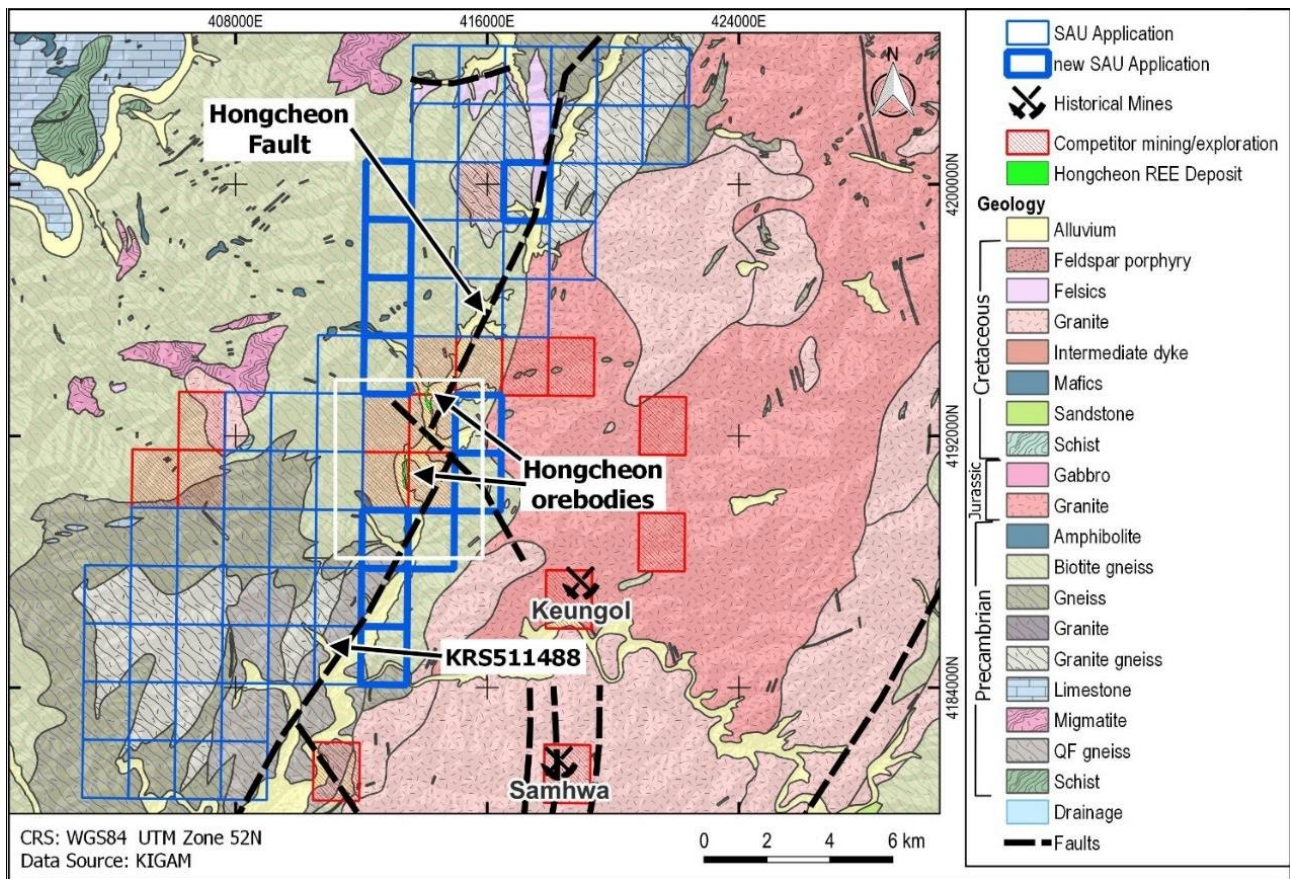 408000E
416000E
424000E
Hongcheon
Fault
N
4200000N
4192000N
Hongcheon
orebodies
Keungol
KRS511488
4184000N
Samhwa
CRS: WGS84 UTM Zone 52N
Data Source: KIGAM
0 2 4 6 km
SAU Application
new SAU Application
Historical Mines
Competitor mining/exploration
Hongcheon REE Deposit
Geology
Alluvium
Cretaceous
Feldspar porphyry
Felsics
Granite
Intermediate dyke
Mafics
Sandstone
Schist
Jurassic
Gabbro
Granite
Precambrian
Amphibolite
Biotite gneiss
Gneiss
Granite
Granite gneiss
Limestone
Migmatite
QF gneiss
Schist
Drainage
Faults